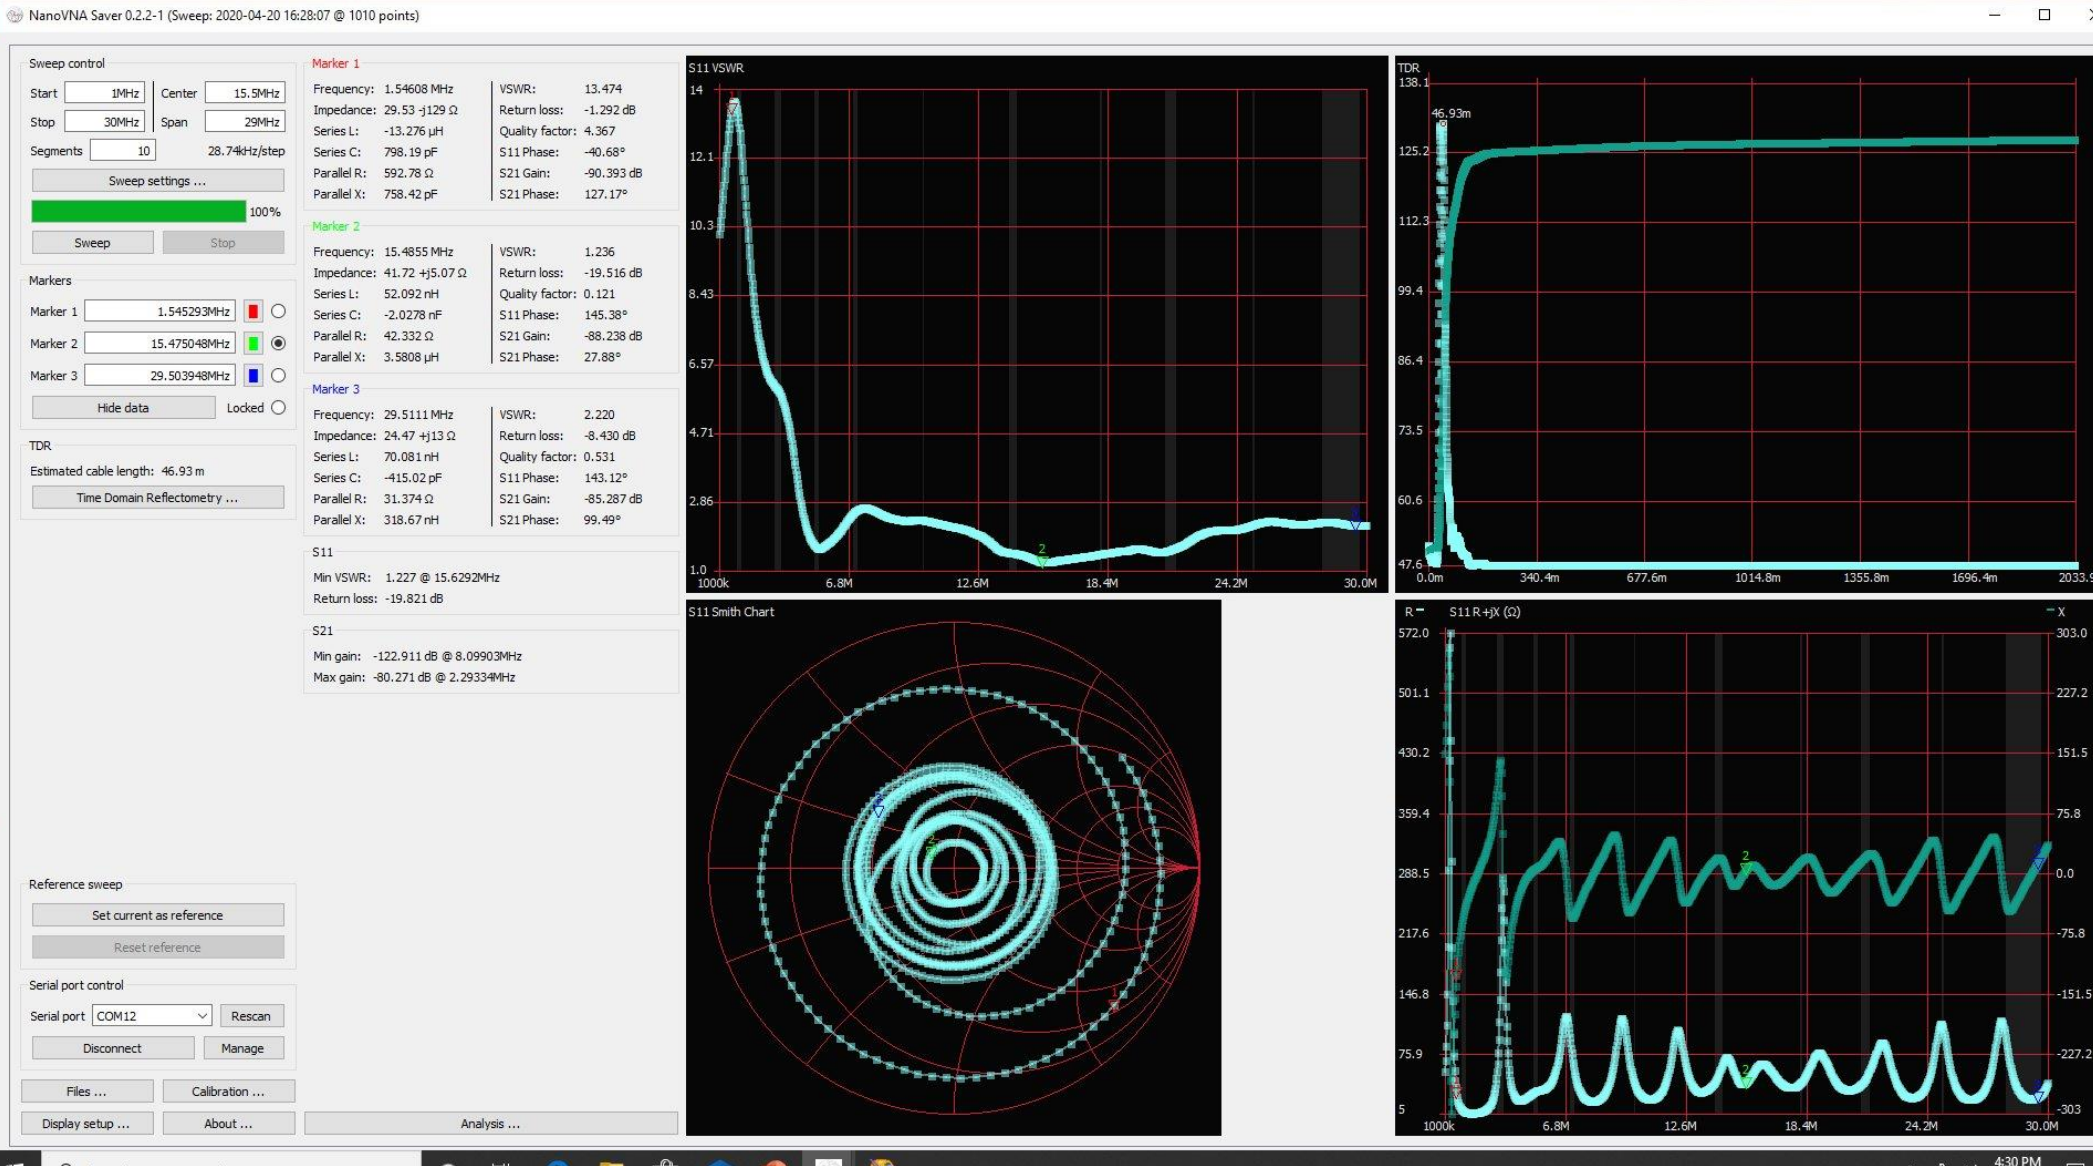 NanoVNA Saver 0.2.2-1 (Sweep: 2020-04-20 16:28:07 @ 1010 points)
Sweep control
Start 1MHz Center 15.5MHz
Stop 30MHz Span 29MHz
Segments 10 28.74kHz/step
Sweep settings ...
100%
Sweep Stop
Markers
Marker 1 1.545293MHz
Marker 2 15.475048MHz
Marker 3 29.503948MHz
Hide data Locked
TDR
Estimated cable length: 46.93 m
Time Domain Reflectometry ...
Reference sweep
Set current as reference
Reset reference
Serial port control
Serial port COM12 Rescan
Disconnect Manage
Files ... Calibration ...
Display setup ... About ...
Marker 1
Frequency: 1.54608 MHz VSWR: 13.474
Impedance: 29.53 -j129 Ω Return loss: -1.292 dB
Series L: -13.276 µH Quality factor: 4.367
Series C: 798.19 pF S11 Phase: -40.68°
Parallel R: 592.78 Ω S21 Gain: -90.393 dB
Parallel X: 758.42 pF S21 Phase: 127.17°
Marker 2
Frequency: 15.4855 MHz VSWR: 1.236
Impedance: 41.72 +j5.07 Ω Return loss: -19.516 dB
Series L: 52.092 nH Quality factor: 0.121
Series C: -2.0278 nF S11 Phase: 145.38°
Parallel R: 42.332 Ω S21 Gain: -88.238 dB
Parallel X: 3.5808 µH S21 Phase: 27.88°
Marker 3
Frequency: 29.5111 MHz VSWR: 2.220
Impedance: 24.47 +j13 Ω Return loss: -8.430 dB
Series L: 70.081 nH Quality factor: 0.531
Series C: -415.02 pF S11 Phase: 143.12°
Parallel R: 31.374 Ω S21 Gain: -85.287 dB
Parallel X: 318.67 nH S21 Phase: 99.49°
S11
Min VSWR: 1.227 @ 15.6292MHz
Return loss: -19.821 dB
S21
Min gain: -122.911 dB @ 8.09903MHz
Max gain: -80.271 dB @ 2.29334MHz
Analysis ...
S11 VSWR
14
12.1
10.3
8.43
6.57
4.71
2.86
1.0
1000k 6.8M 12.6M 18.4M 24.2M 30.0M
2
TDR
138.1
46.93m
125.2
112.3
99.4
86.4
73.5
60.6
47.6
0.0m 340.4m 677.6m 1014.8m 1355.8m 1696.4m 2033.9
S11 Smith Chart
1
2
R S11 R+jX (Ω) X
572.0 303.0
501.1 227.2
430.2 151.5
359.4 75.8
288.5 0.0
217.6 -75.8
146.8 -151.5
75.9 -227.2
5 -303
2
2
1000k 6.8M 12.6M 18.4M 24.2M 30.0M
4:30 PM